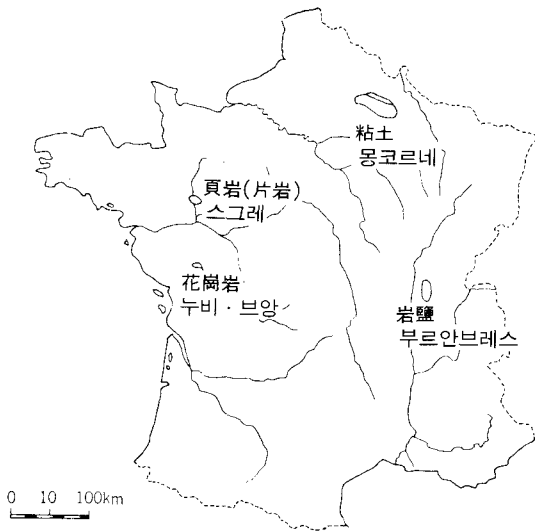 粘土
몽코르네
頁岩(片岩)
스그레
花崗岩
누비·브앙
岩鹽
부르안브레스
0 10 100km